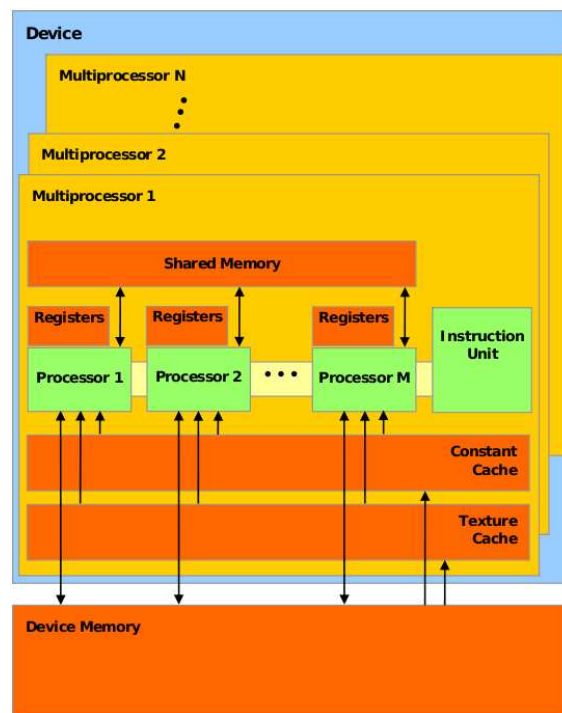 Device
Multiprocessor N
Multiprocessor 2
Multiprocessor 1
Shared Memory
Registers
Registers
Registers
Instruction
Unit
Processor 1
Processor 2
Processor M
Constant
Cache
Texture
Cache
Device Memory